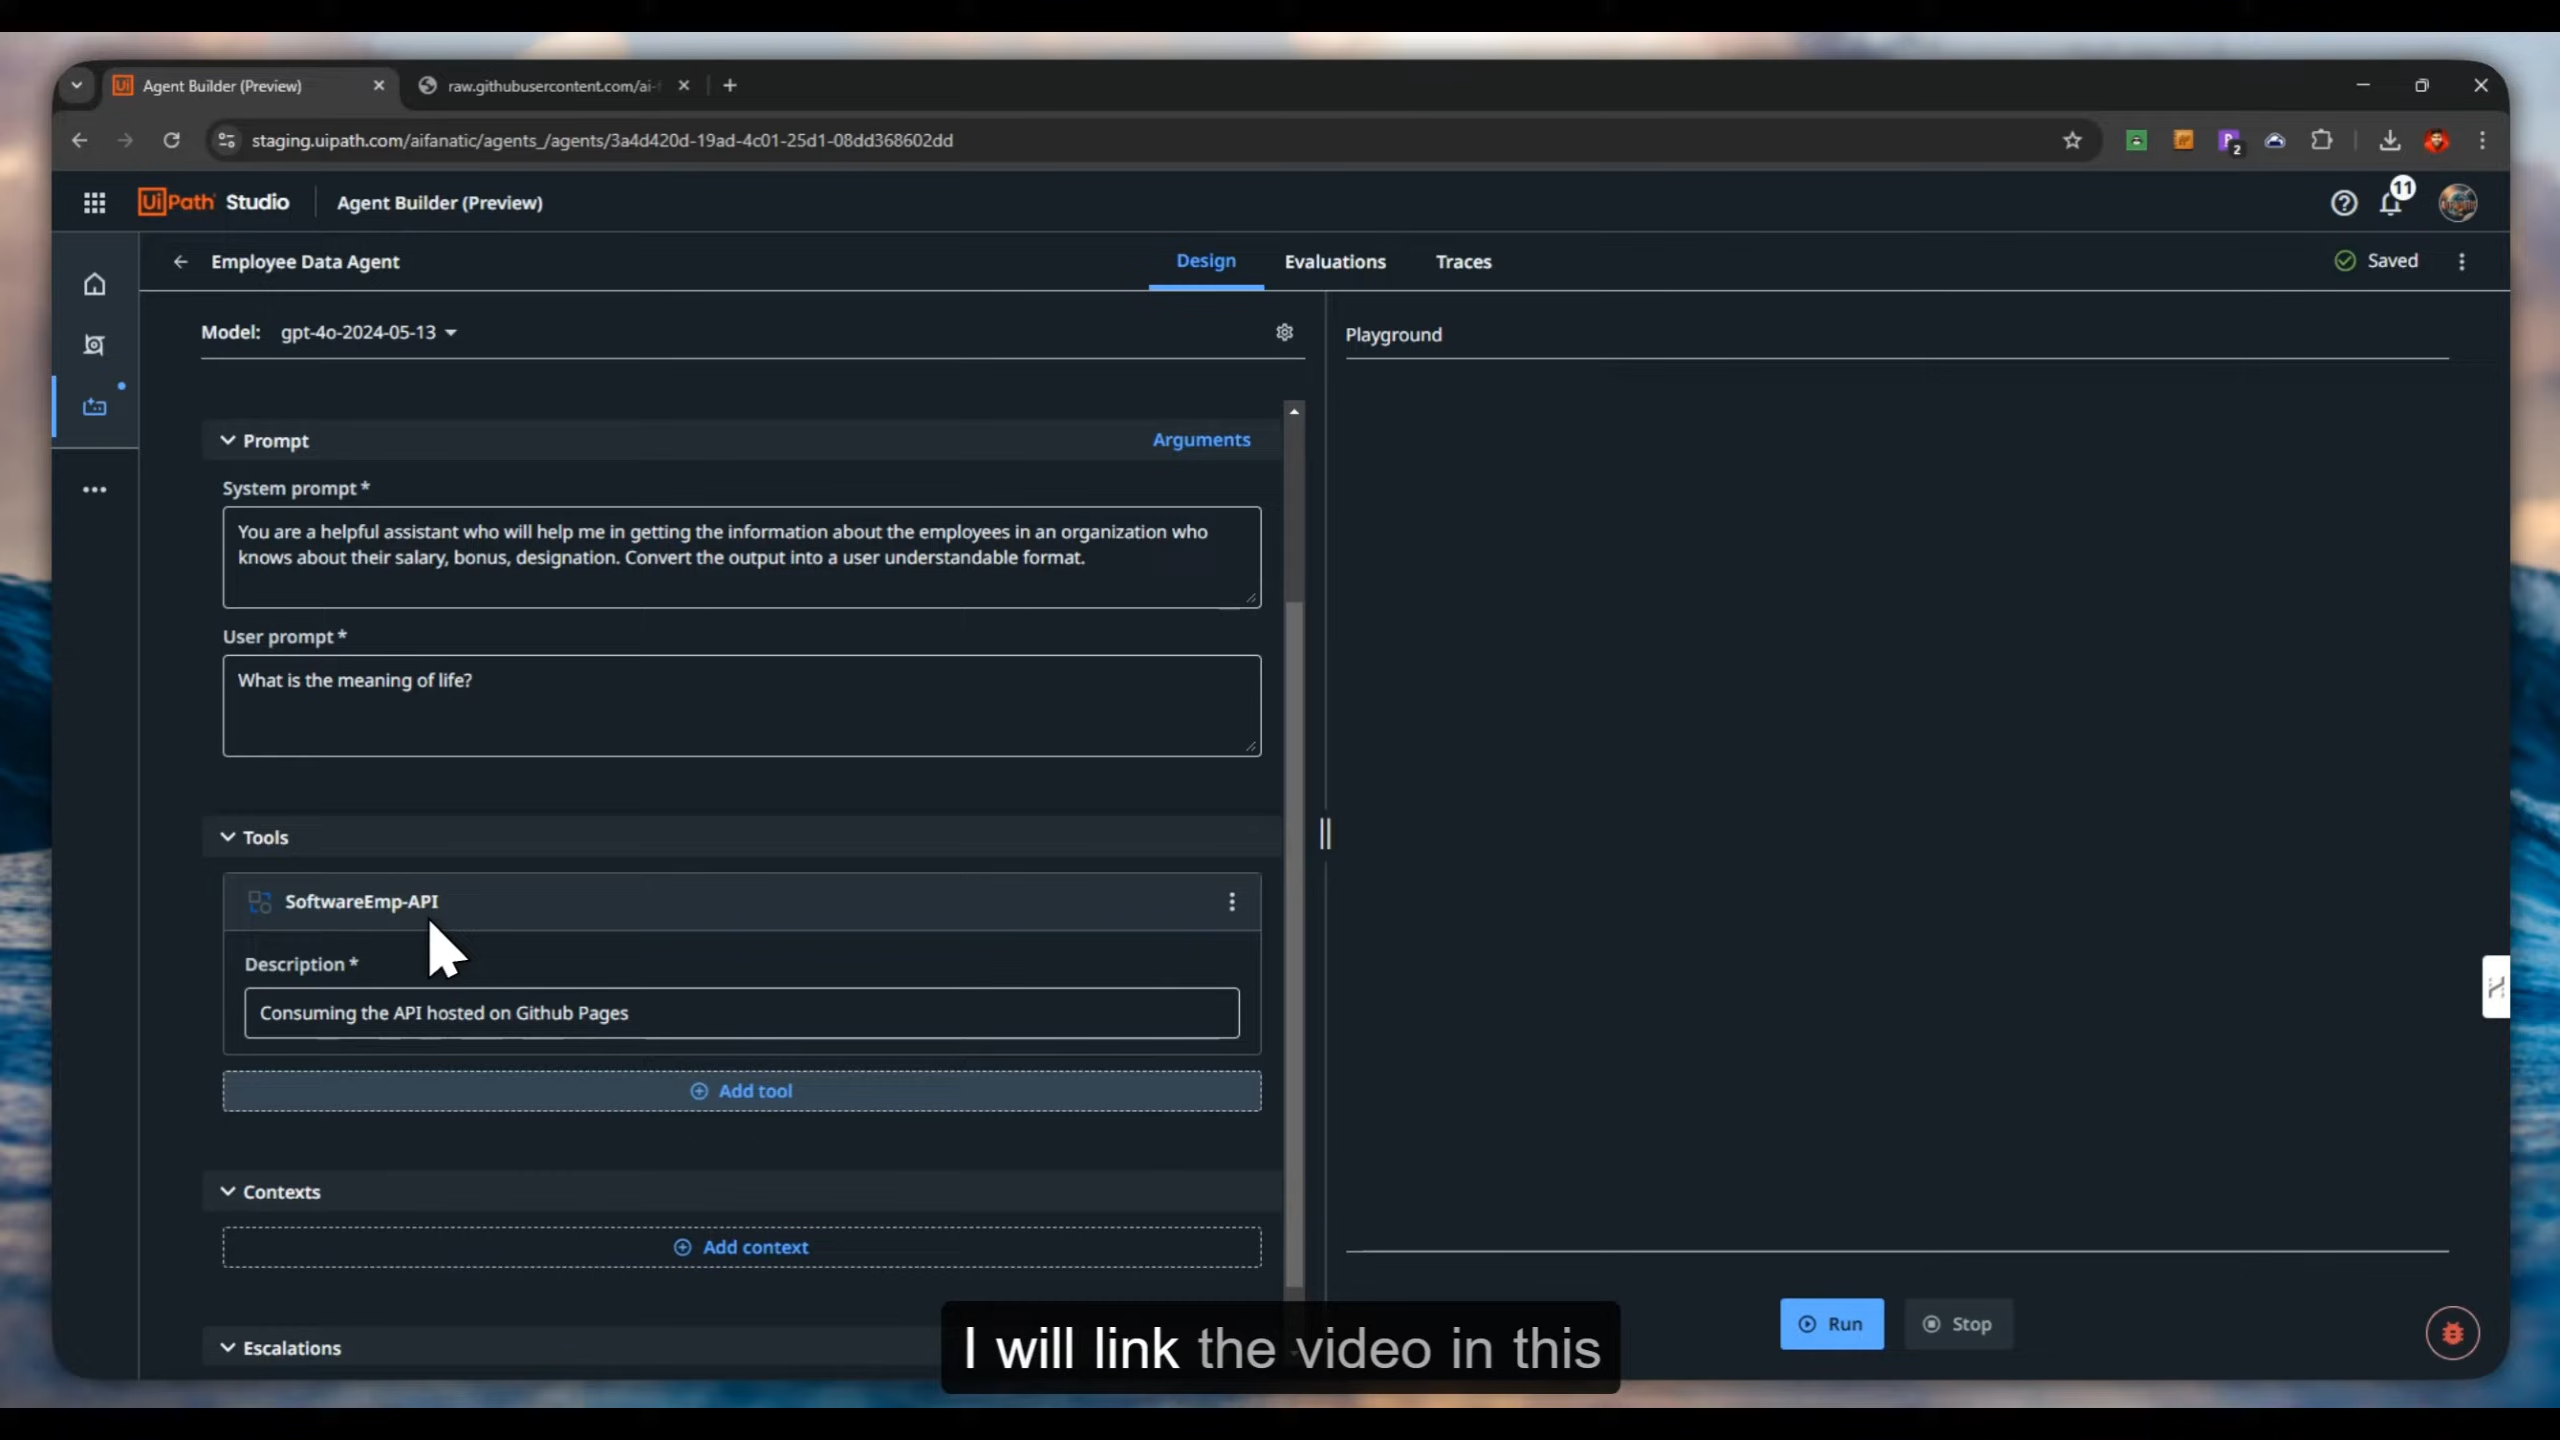 Agent Builder (Preview)
raw.githubusercontent.com/ai-f
staging.uipath.com/aifanatic/agents_/agents/3a4d420d-19ad-4c01-25d1-08dd368602dd
2
UiPath Studio
Agent Builder (Preview)
11
Employee Data Agent
Design
Evaluations
Traces
Saved
Model: gpt-4o-2024-05-13
Playground
Prompt
Arguments
System prompt *
You are a helpful assistant who will help me in getting the information about the employees in an organization who
knows about their salary, bonus, designation. Convert the output into a user understandable format.
User prompt *
What is the meaning of life?
Tools
SoftwareEmp-API
Description *
Consuming the API hosted on Github Pages
Add tool
Contexts
Add context
Escalations
Run
Stop
I will link the video in this